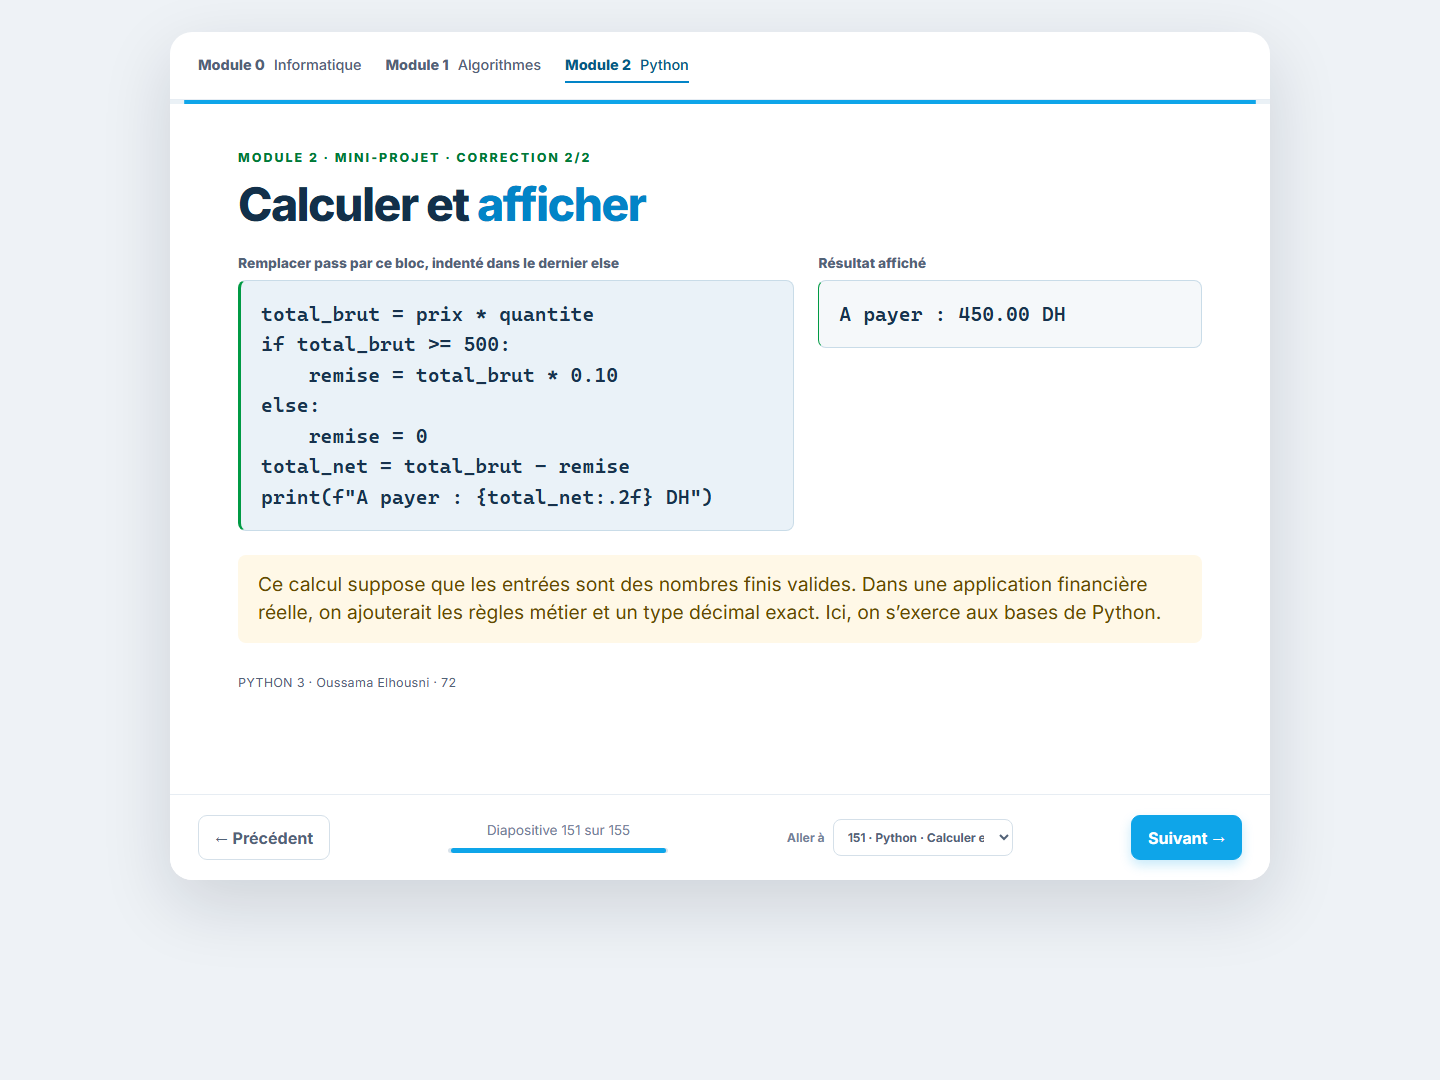 Module 0 Informatique Module 1 Algorithmes Module 2 Python
MODULE 2 · MINI-PROJET · CORRECTION 2/2
Calculer et afficher
Remplacer pass par ce bloc, indenté dans le dernier else
total_brut = prix * quantite
if total_brut >= 500:
    remise = total_brut * 0.10
else:
    remise = 0
total_net = total_brut − remise
print(f"A payer : {total_net:.2f} DH")
Résultat affiché
A payer : 450.00 DH
Ce calcul suppose que les entrées sont des nombres finis valides. Dans une application financière
réelle, on ajouterait les règles métier et un type décimal exact. Ici, on s’exerce aux bases de Python.
PYTHON 3 · Oussama Elhousni · 72
← Précédent
Diapositive 151 sur 155
Aller à 151 · Python · Calculer e
Suivant →